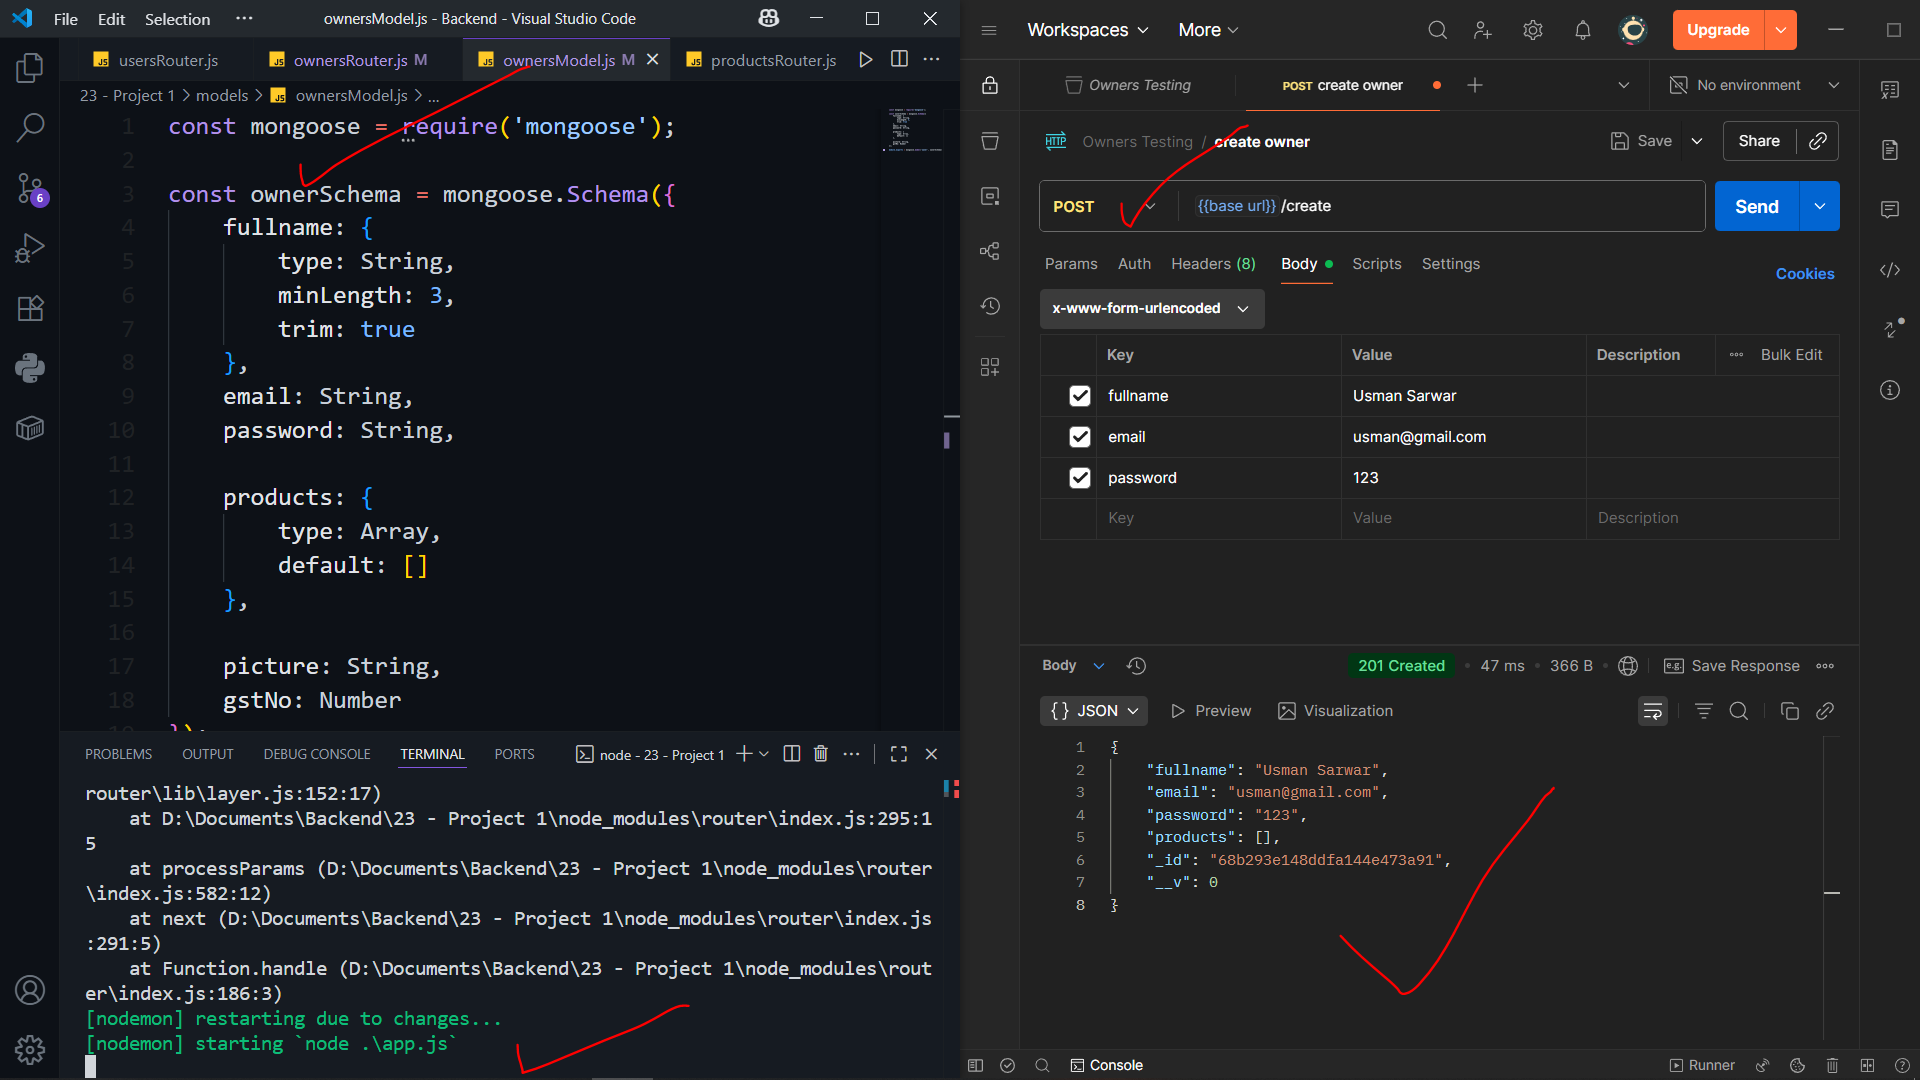 File Edit Selection ··· ownersModel.js - Backend - Visual Studio Code
usersRouter.js ownersRouter.js M ownersModel.js M productsRouter.js
23 - Project 1 > models > ownersModel.js > ...
1 const mongoose = require('mongoose');
2
3 const ownerSchema = mongoose.Schema({
4 fullname: {
5 type: String,
6 minLength: 3,
7 trim: true
8 },
9 email: String,
10 password: String,
11
12 products: {
13 type: Array,
14 default: []
15 },
16
17 picture: String,
18 gstNo: Number
6
PROBLEMS OUTPUT DEBUG CONSOLE TERMINAL PORTS node - 23 - Project 1
router\lib\layer.js:152:17)
at D:\Documents\Backend\23 - Project 1\node_modules\router\index.js:295:1
5
at processParams (D:\Documents\Backend\23 - Project 1\node_modules\router
\index.js:582:12)
at next (D:\Documents\Backend\23 - Project 1\node_modules\router\index.js
:291:5)
at Function.handle (D:\Documents\Backend\23 - Project 1\node_modules\rout
er\index.js:186:3)
[nodemon] restarting due to changes...
[nodemon] starting `node .\app.js`
Workspaces More Upgrade
Owners Testing POST create owner No environment
HTTP Owners Testing / create owner Save Share
POST {{base url}} /create Send
Params Auth Headers (8) Body Scripts Settings Cookies
x-www-form-urlencoded
Key Value Description ··· Bulk Edit
fullname Usman Sarwar
email usman@gmail.com
password 123
Key Value Description
Body 201 Created • 47 ms • 366 B • e.g. Save Response
{} JSON Preview Visualization
1 {
2 "fullname": "Usman Sarwar",
3 "email": "usman@gmail.com",
4 "password": "123",
5 "products": [],
6 "_id": "68b293e148ddfa144e473a91",
7 "__v": 0
8 }
Console Runner